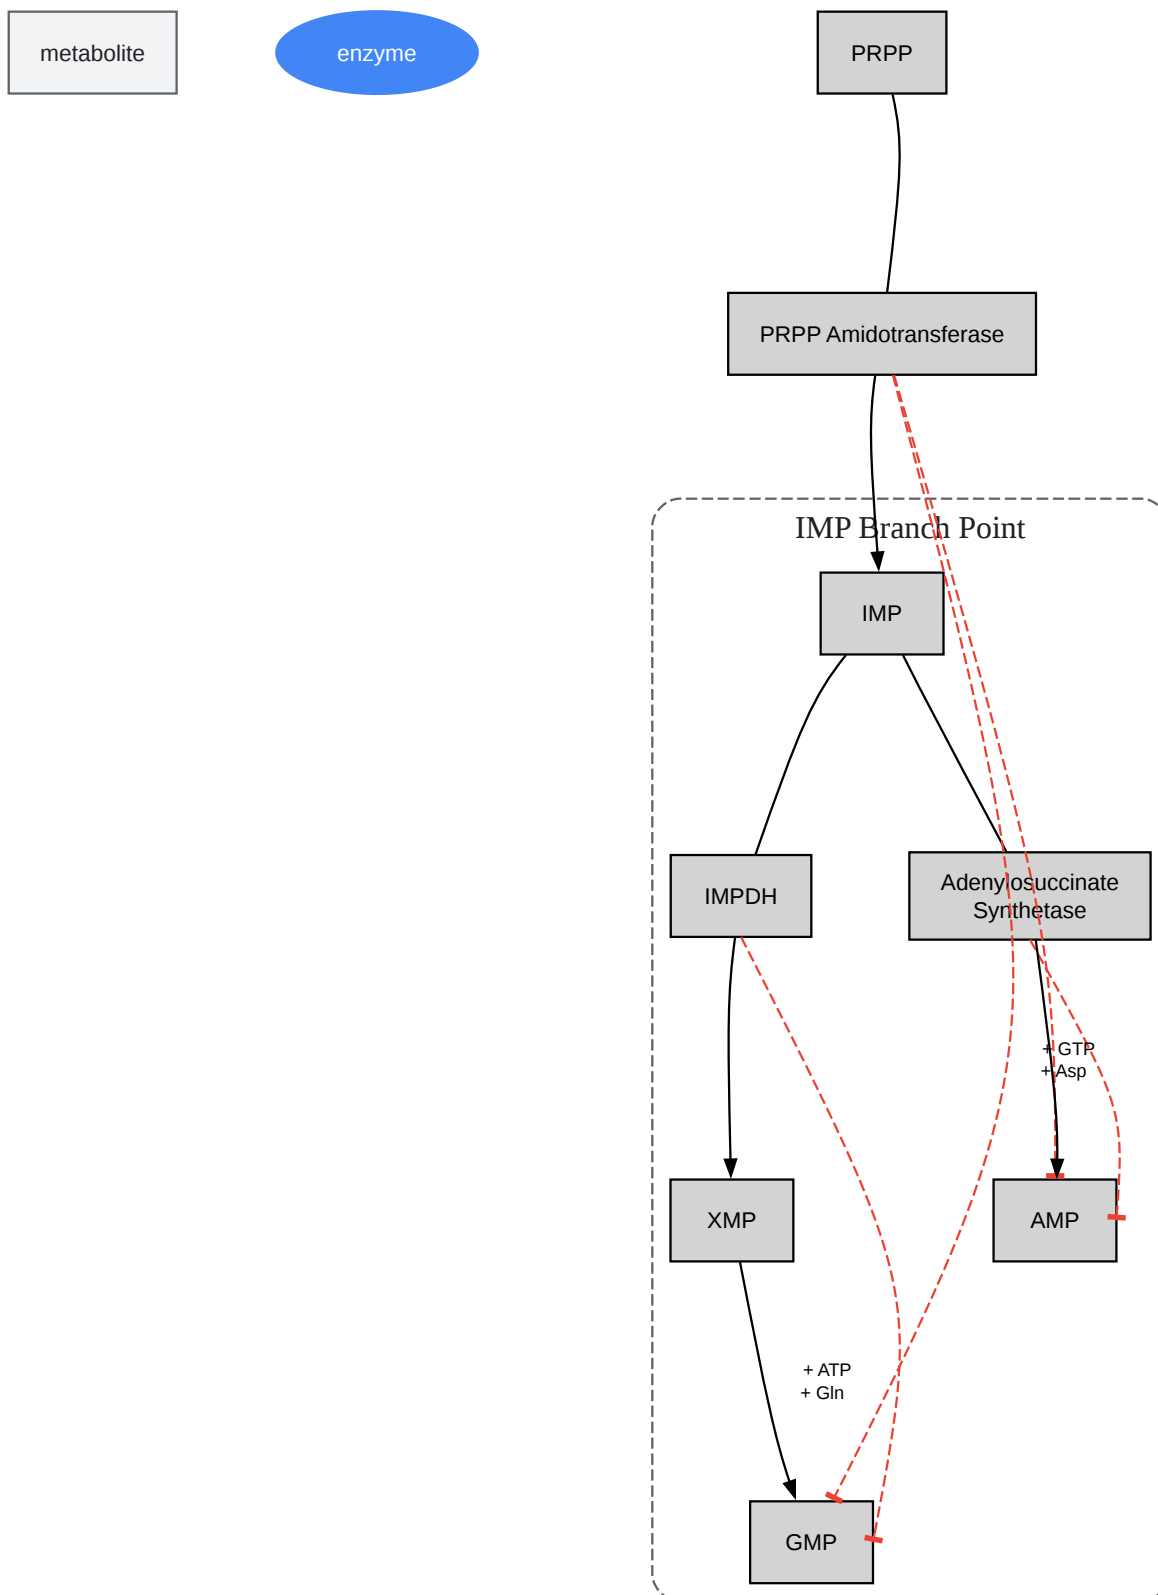 metabolite
enzyme
PRPP
PRPP Amidotransferase
IMP Branch Point
IMP
IMPDH
Adenylosuccinate
Synthetase
+ GTP
+ Asp
XMP
AMP
+ ATP
+ Gln
GMP